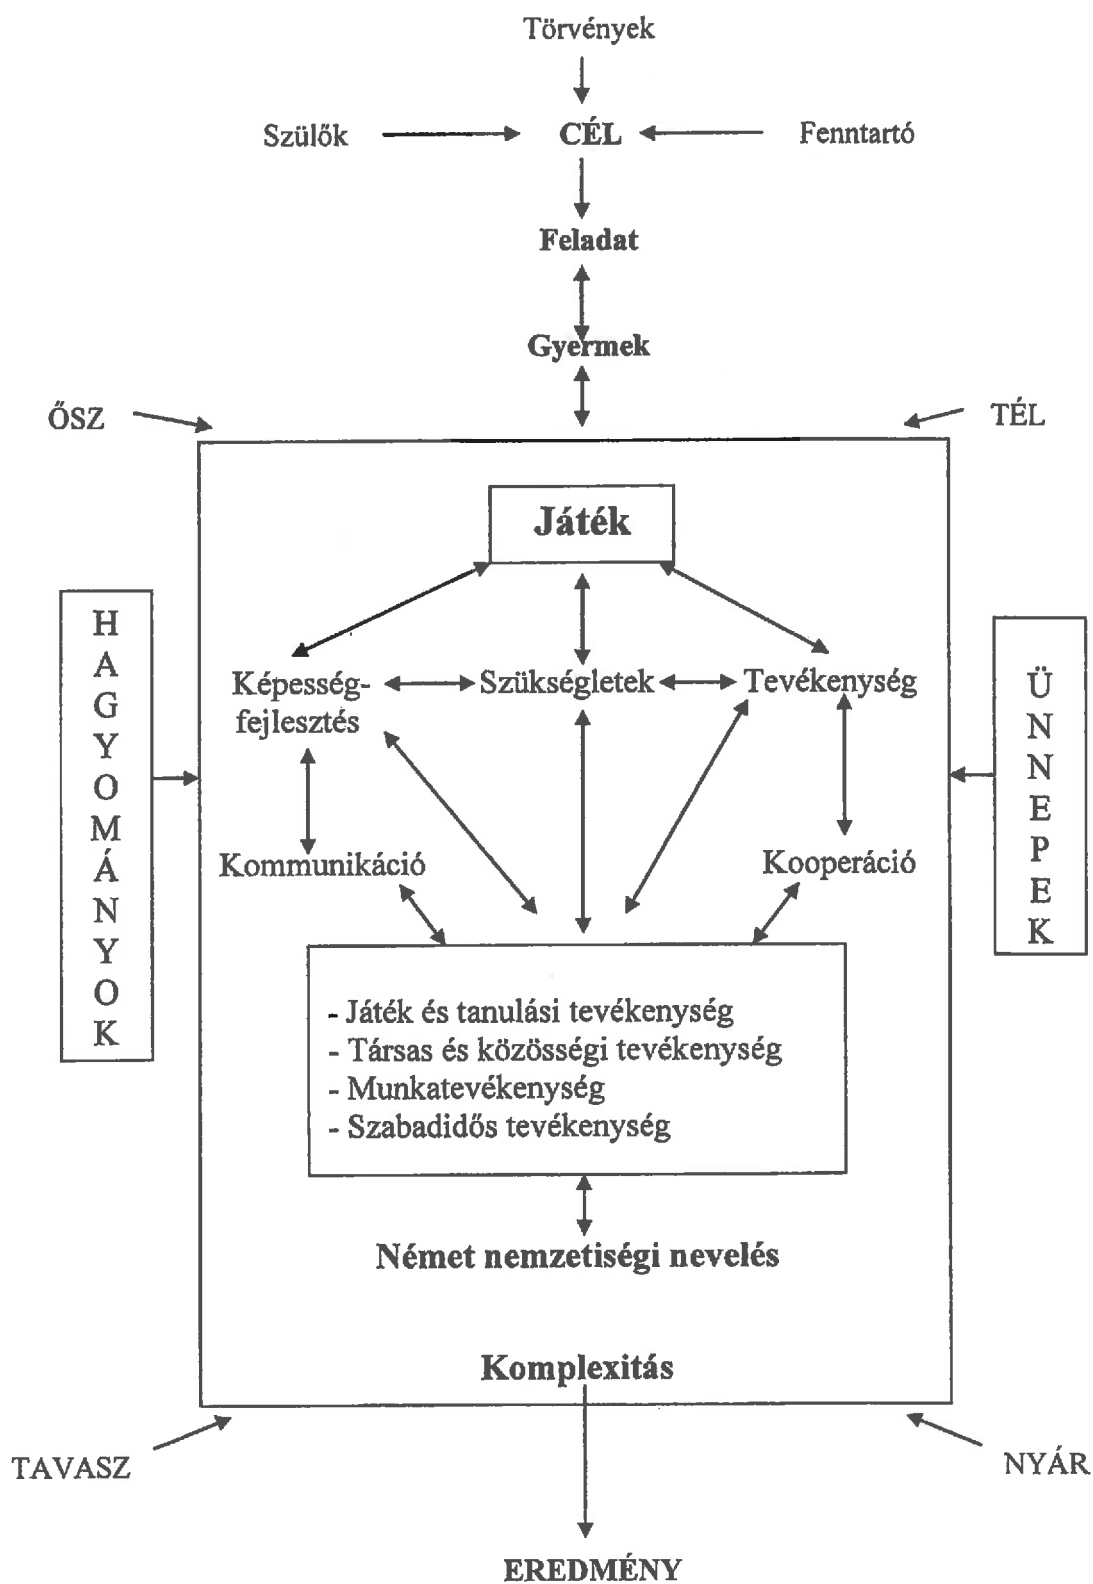 Törvények
Szülők
CÉL
Fenntartó
Feladat
Gyermek
ŐSZ
TÉL
Játék
HAGYOMÁNYOK
ÜNNEPEK
Képesség-
fejlesztés
Szükségletek
Tevékenység
Kommunikáció
Kooperáció
- Játék és tanulási tevékenység
- Társas és közösségi tevékenység
- Munkatevékenység
- Szabadidős tevékenység
Német nemzetiségi nevelés
Komplexitás
TAVASZ
NYÁR
EREDMÉNY